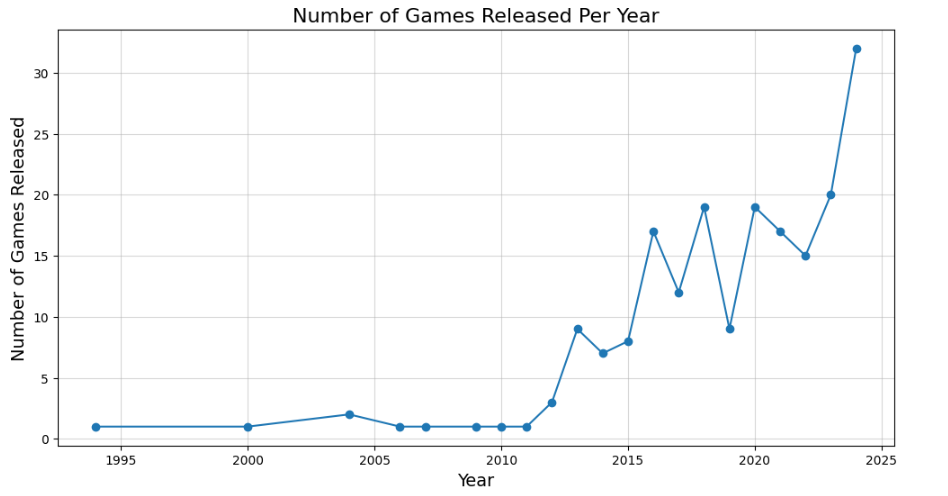 Number of Games Released Per Year
Number of Games Released
30
25
20
15
10
5
0
1995 2000 2005 2010 2015 2020 2025
Year